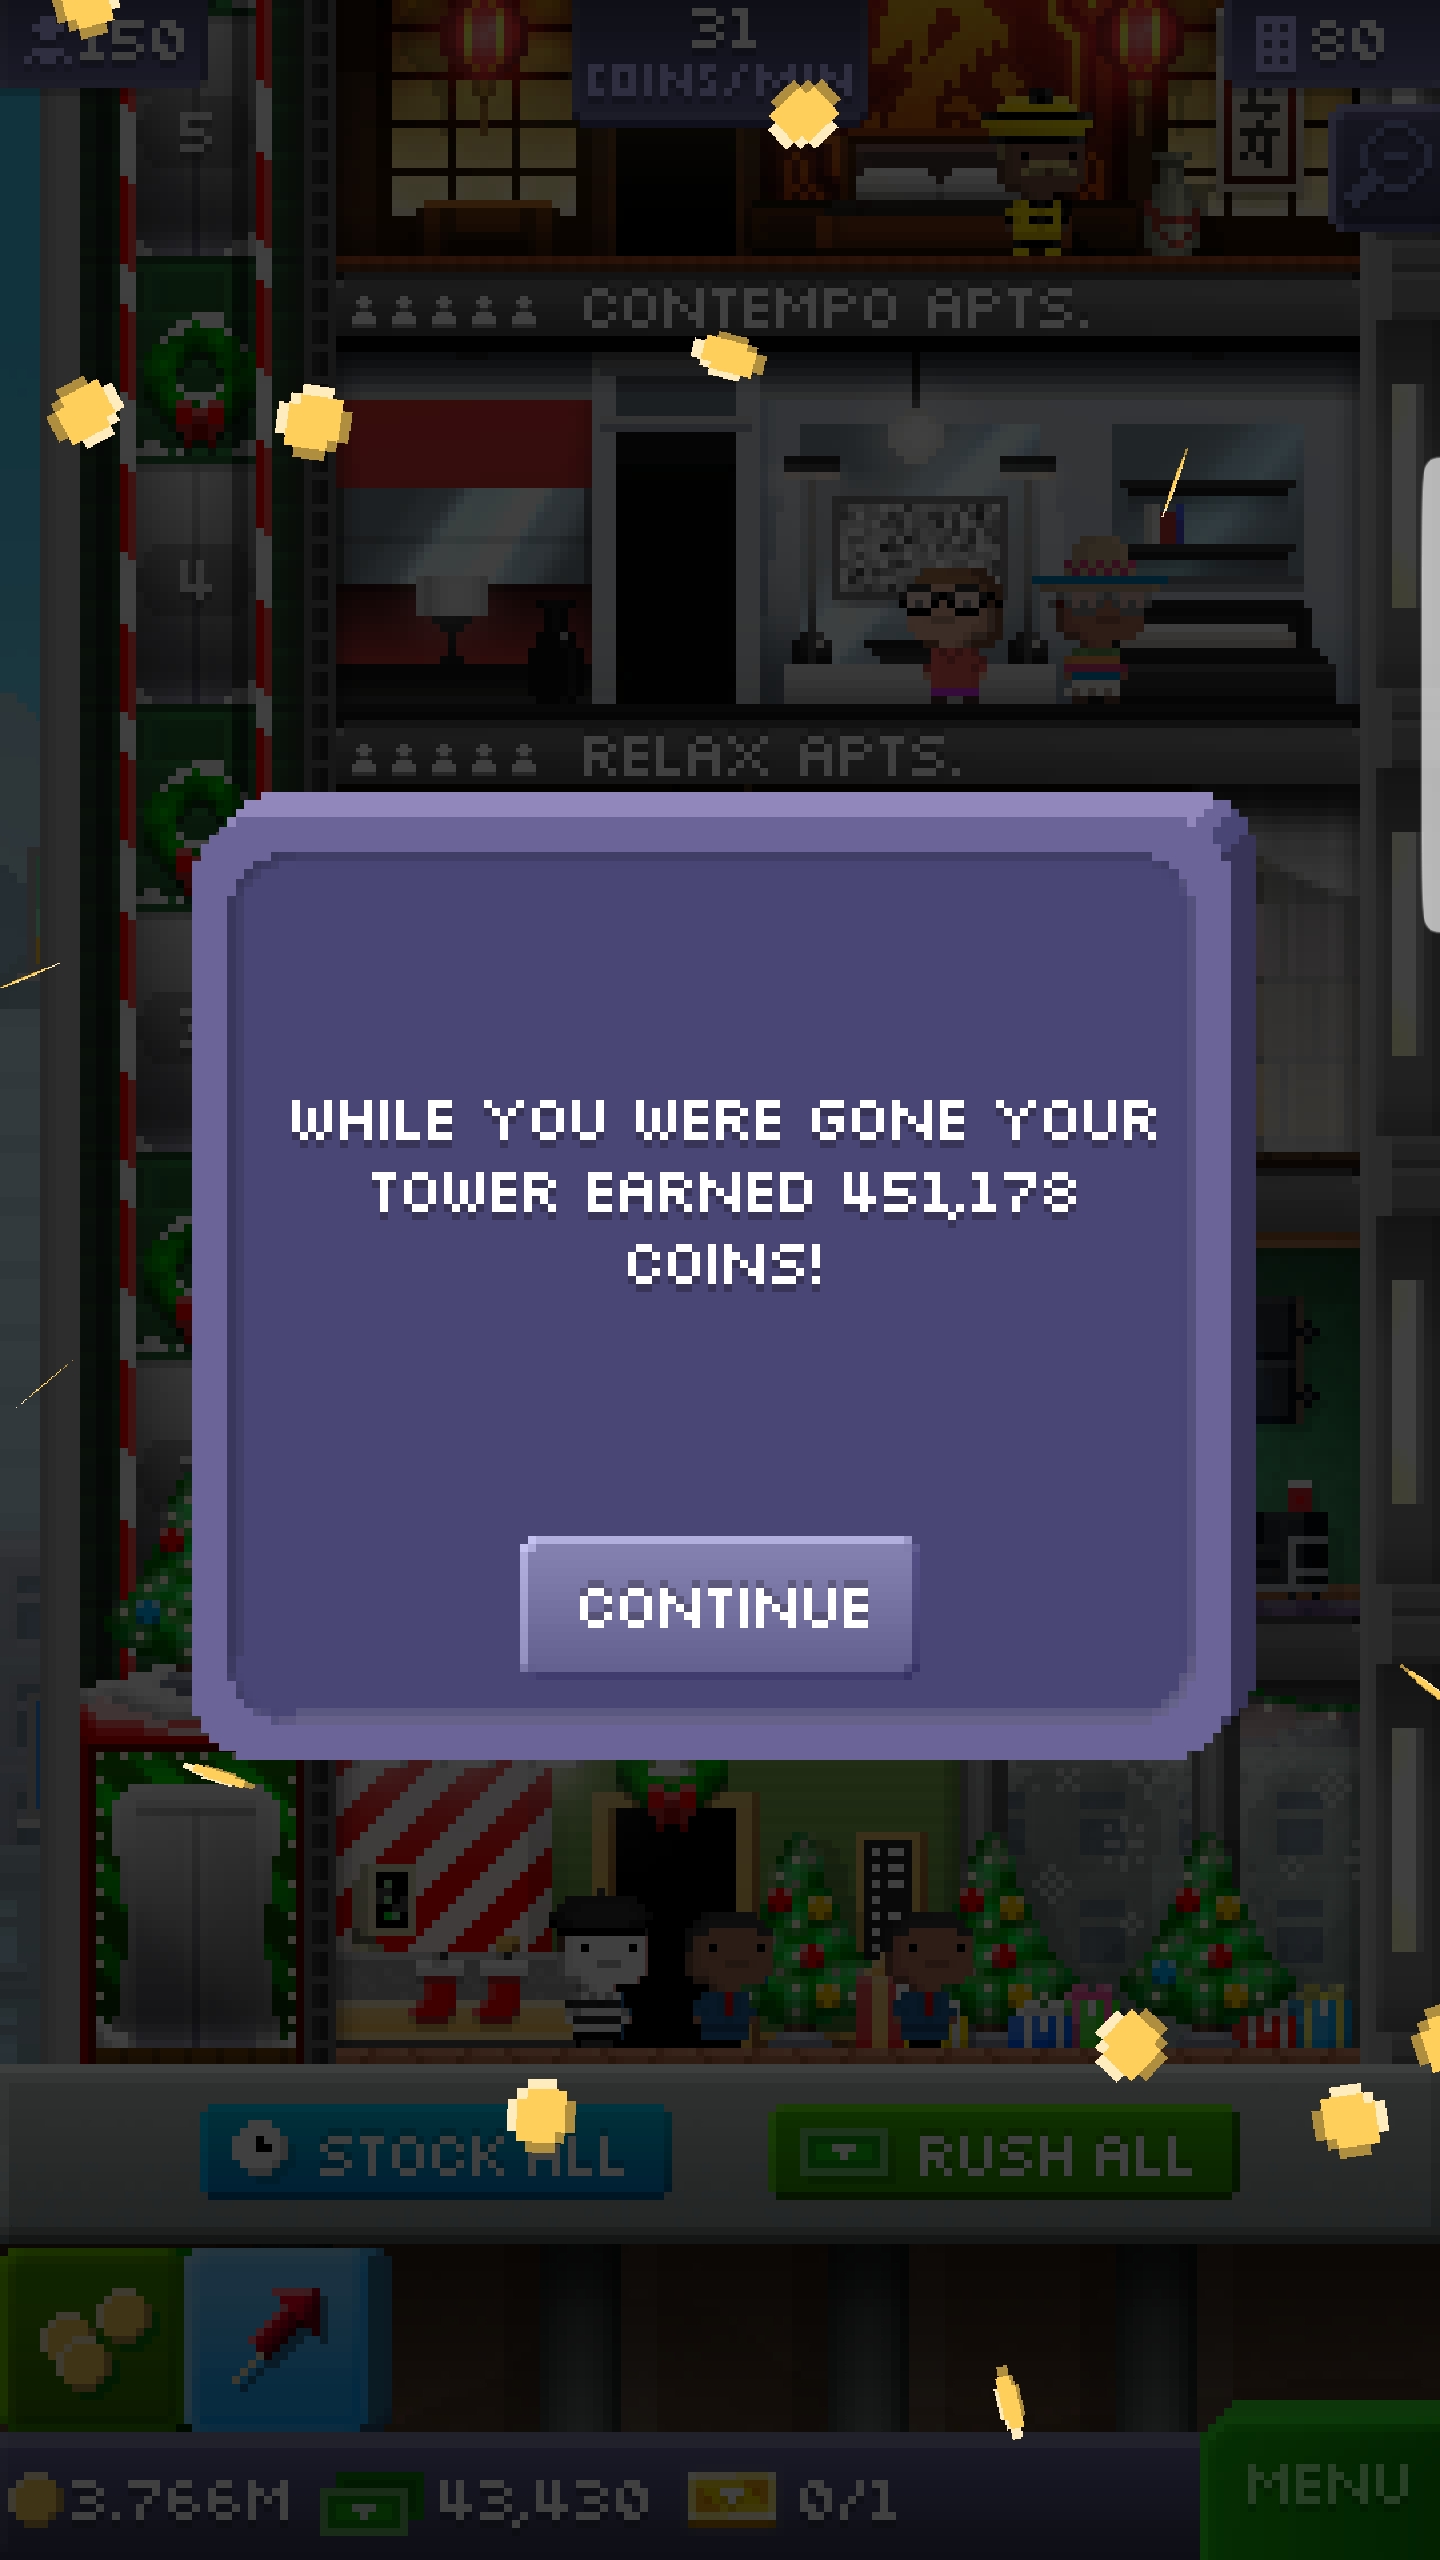 150
31
COINS/MIN
80
5
CONTEMPO APTS.
4
RELAX APTS.
WHILE YOU WERE GONE YOUR
TOWER EARNED 451,178
COINS!
CONTINUE
STOCK ALL
RUSH ALL
3.766M
43,430
0/1
MENU